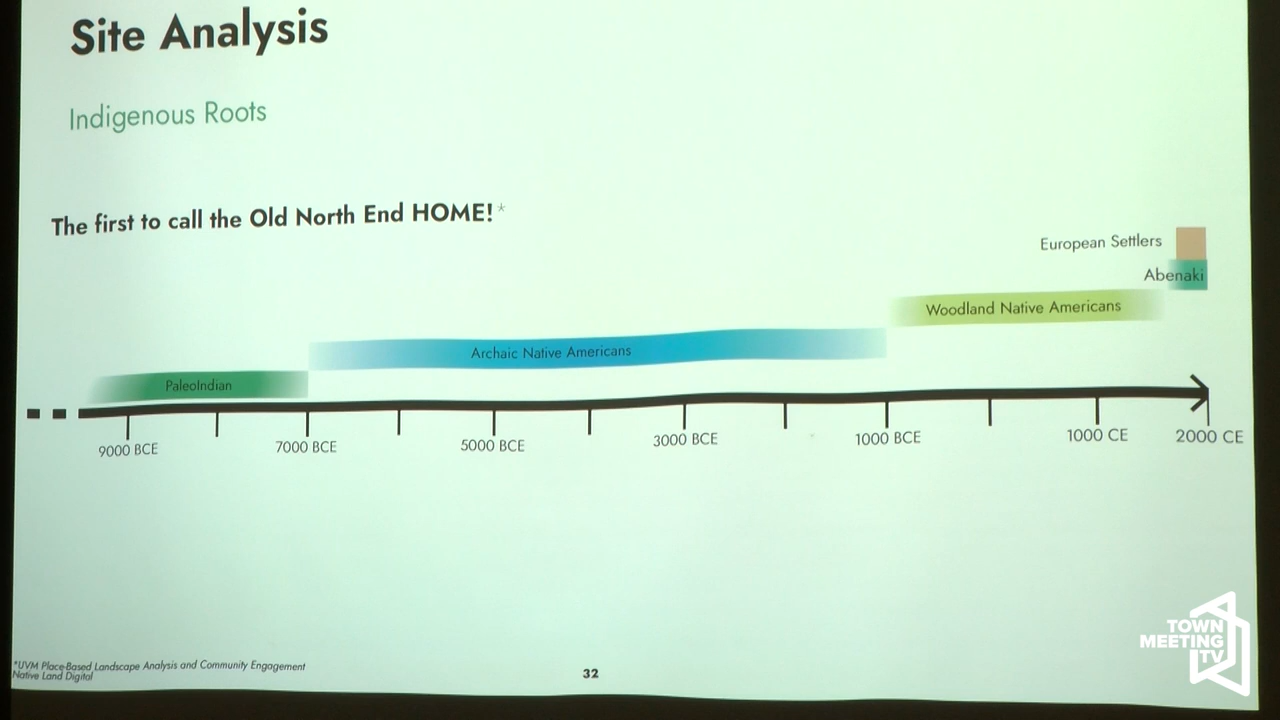 Site Analysis
Indigenous Roots
The first to call the Old North End HOME!*
European Settlers
Abenaki
Woodland Native Americans
Archaic Native Americans
PaleoIndian
9000 BCE
7000 BCE
5000 BCE
3000 BCE
1000 BCE
1000 CE
2000 CE
*UVM Place-Based Landscape Analysis and Community Engagement
Native Land Digital
32
TOWN
MEETING
TV